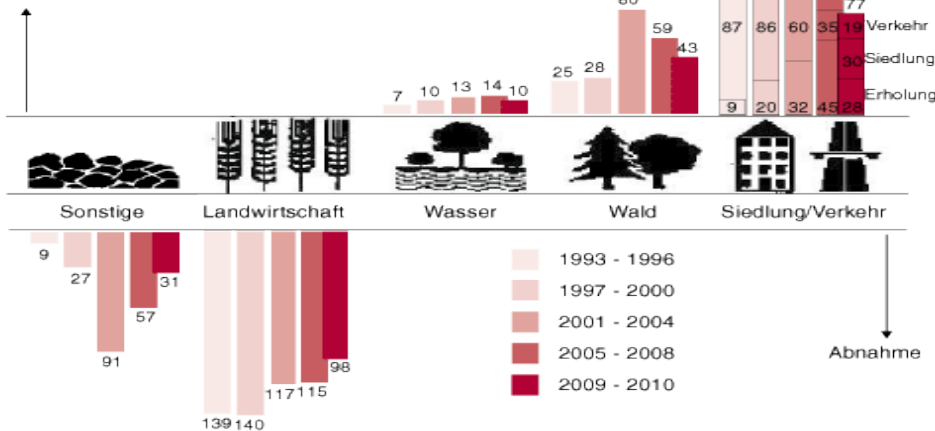 77
87 86 60 35 19 Verkehr
59
43
30 Siedlung
25 28
7 10 13 14 10
Erholung
9 20 32 45 28
Sonstige Landwirtschaft Wasser Wald Siedlung/Verkehr
9
27
91
57
31
139 140
117 115
98
1993 - 1996
1997 - 2000
2001 - 2004
2005 - 2008
2009 - 2010
Abnahme